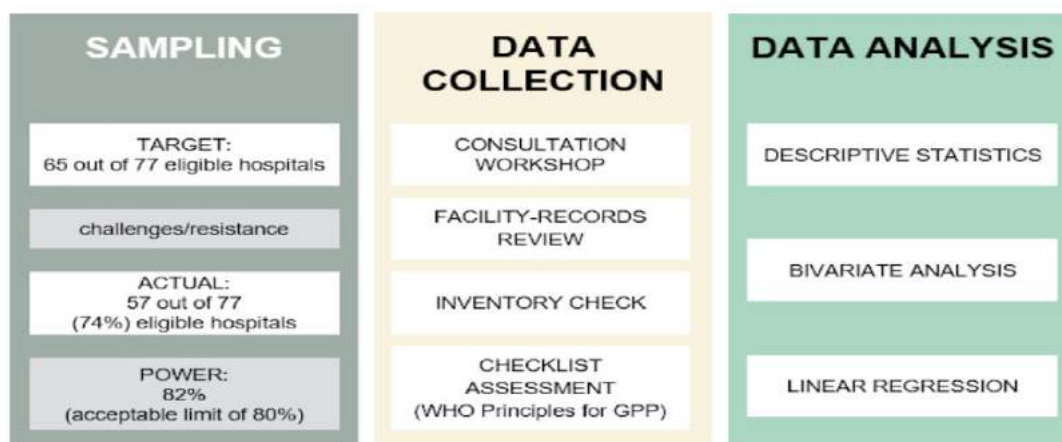 SAMPLING
TARGET:
65 out of 77 eligible hospitals
challenges/resistance
ACTUAL:
57 out of 77
(74%) eligible hospitals
POWER:
82%
(acceptable limit of 80%)
DATA
COLLECTION
CONSULTATION
WORKSHOP
FACILITY-RECORDS
REVIEW
INVENTORY CHECK
CHECKLIST
ASSESSMENT
(WHO Principles for GPP)
DATA ANALYSIS
DESCRIPTIVE STATISTICS
BIVARIATE ANALYSIS
LINEAR REGRESSION